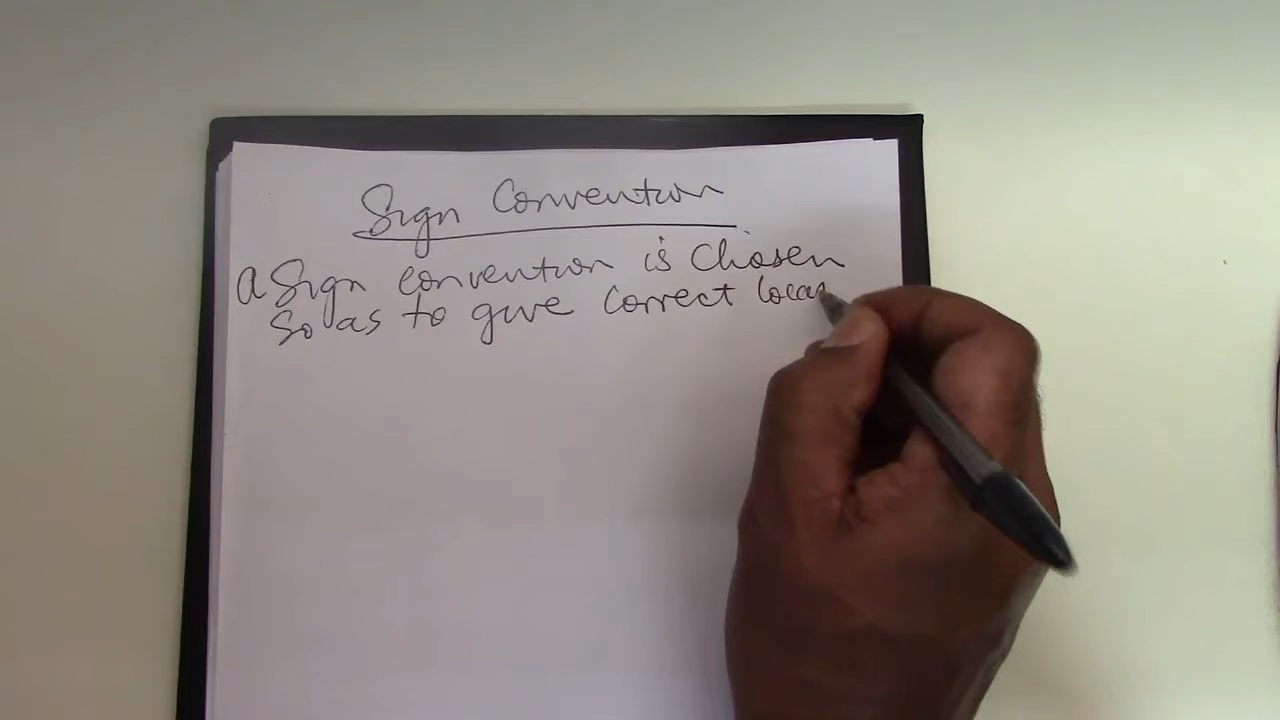 Sign Convention
a Sign convention is Chosen
So as to give correct